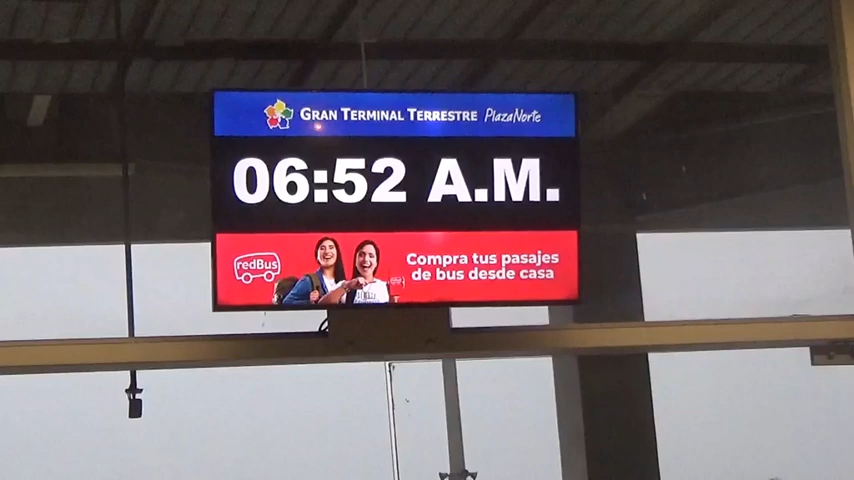 GRAN TERMINAL TERRESTRE PlazaNorte
06:52 A.M.
redBus
Compra tus pasajes
de bus desde casa